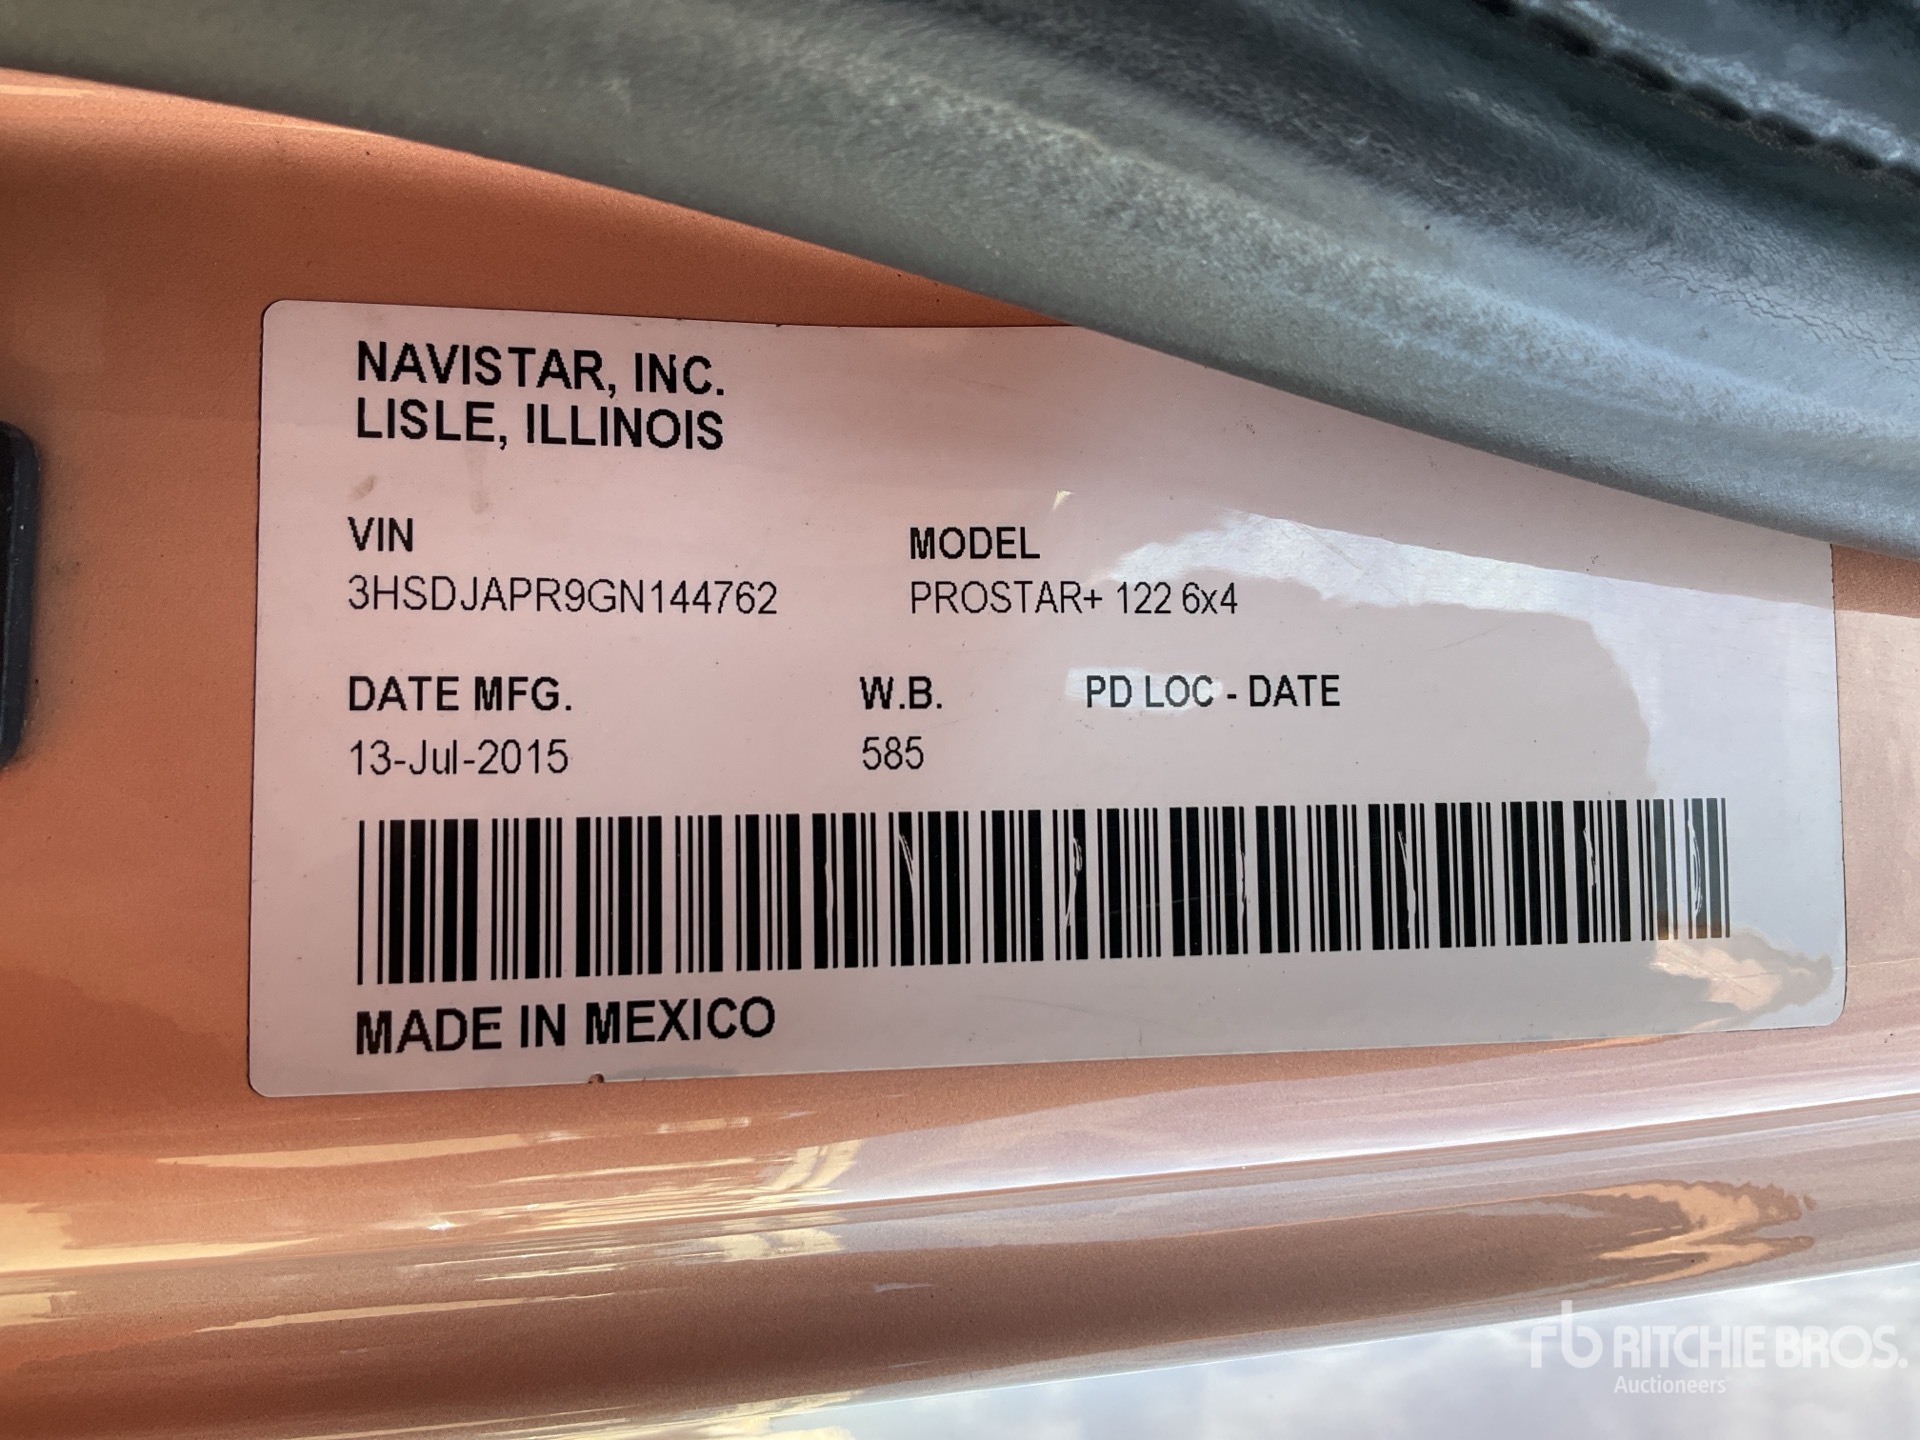 NAVISTAR, INC.
LISLE, ILLINOIS
VIN
3HSDJAPR9GN144762
MODEL
PROSTAR+ 122 6x4
DATE MFG.
13-Jul-2015
W.B.
585
PD LOC - DATE
MADE IN MEXICO
rb RITCHIE BROS.
Auctioneers